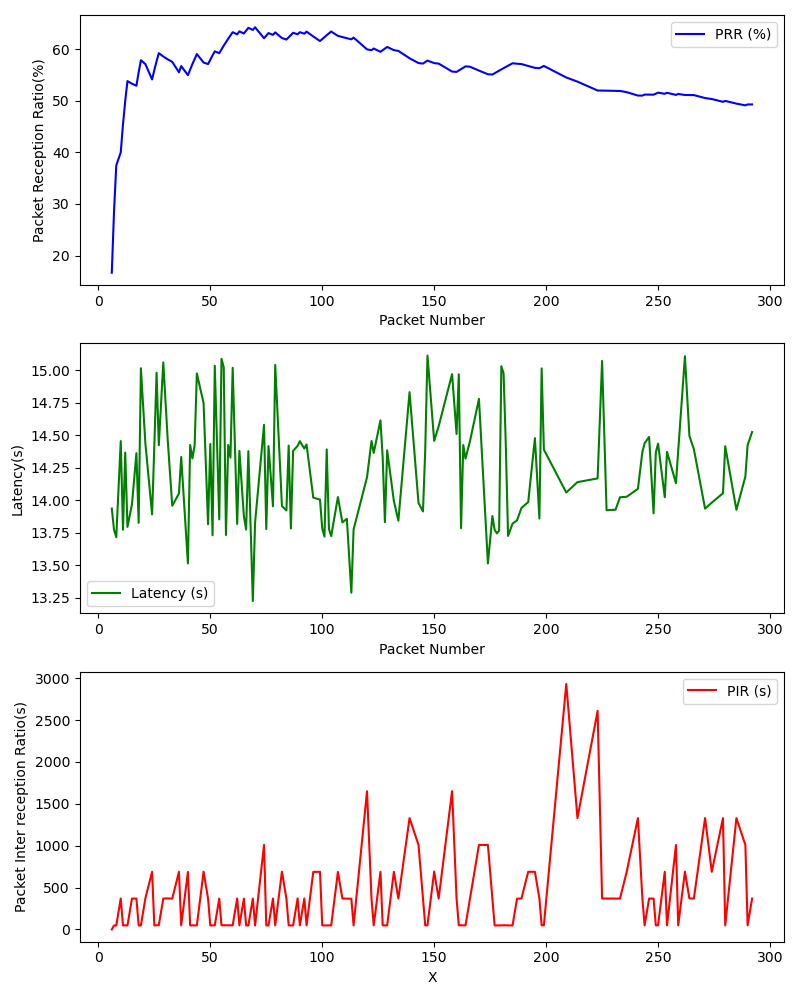 PRR (%)
Packet Reception Ratio(%)
60
50
40
30
20
0 50 100 150 200 250 300
Packet Number
Latency (s)
Latency(s)
15.00
14.75
14.50
14.25
14.00
13.75
13.50
13.25
0 50 100 150 200 250 300
Packet Number
PIR (s)
Packet Inter reception Ratio(s)
3000
2500
2000
1500
1000
500
0
0 50 100 150 200 250 300
X